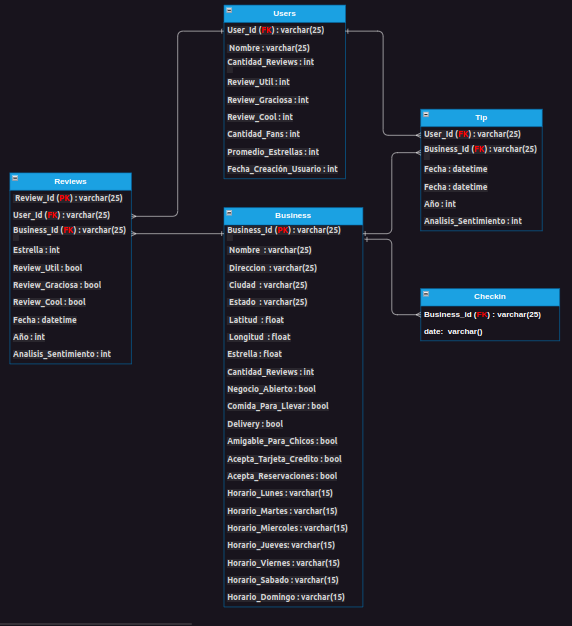 Users
User_Id (PK) : varchar(25)
Nombre : varchar(25)
Cantidad_Reviews : int
Review_Util : int
Review_Graciosa : int
Review_Cool : int
Cantidad_Fans : int
Promedio_Estrellas : int
Fecha_Creación_Usuario : int
Tip
User_Id (FK) : varchar(25)
Business_Id (FK) : varchar(25)
Fecha : datetime
Fecha : datetime
Año : int
Analisis_Sentimiento : int
Reviews
Review_Id (PK) : varchar(25)
User_Id (FK) : varchar(25)
Business_Id (FK) : varchar(25)
Estrella : int
Review_Util : bool
Review_Graciosa : bool
Review_Cool : bool
Fecha : datetime
Año : int
Analisis_Sentimiento : int
Business
Business_Id (PK) : varchar(25)
Nombre : varchar(25)
Direccion : varchar(25)
Ciudad : varchar(25)
Estado : varchar(25)
Latitud : float
Longitud : float
Estrella : float
Cantidad_Reviews : int
Negocio_Abierto : bool
Comida_Para_Llevar : bool
Delivery : bool
Amigable_Para_Chicos : bool
Acepta_Tarjeta_Credito : bool
Acepta_Reservaciones : bool
Horario_Lunes : varchar(15)
Horario_Martes : varchar(15)
Horario_Miercoles : varchar(15)
Horario_Jueves: varchar(15)
Horario_Viernes : varchar(15)
Horario_Sabado : varchar(15)
Horario_Domingo : varchar(15)
Checkin
Business_id (PK) : varchar(25)
date: varchar()